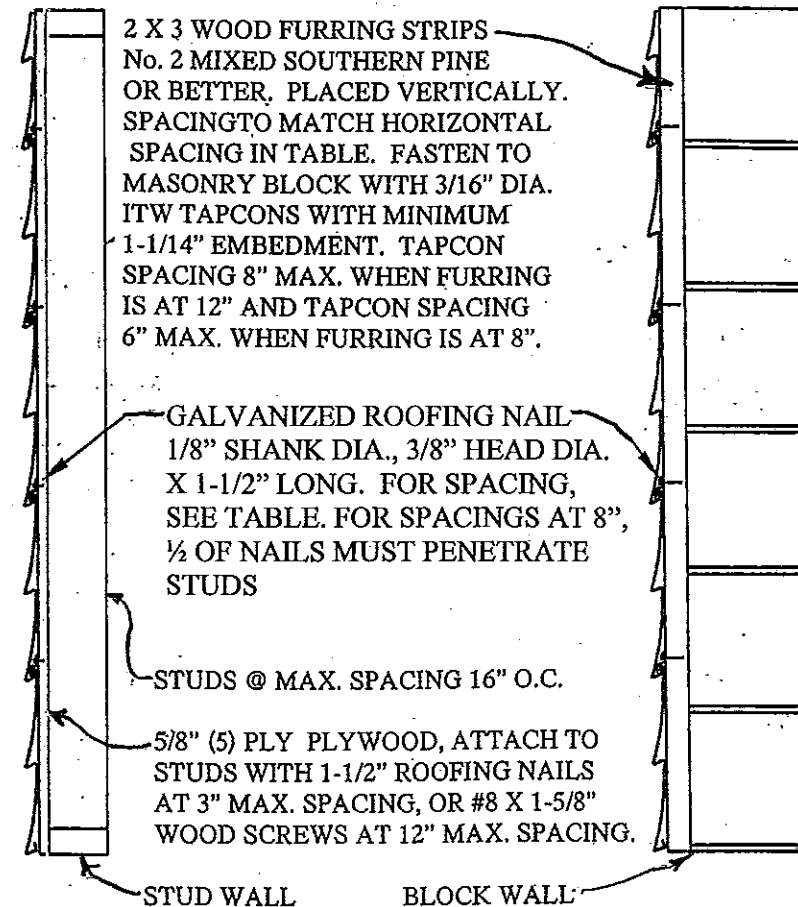 2 X 3 WOOD FURRING STRIPS
No. 2 MIXED SOUTHERN PINE
OR BETTER. PLACED VERTICALLY.
SPACINGTO MATCH HORIZONTAL
SPACING IN TABLE. FASTEN TO
MASONRY BLOCK WITH 3/16" DIA.
ITW TAPCONS WITH MINIMUM
1-1/14" EMBEDMENT. TAPCON
SPACING 8" MAX. WHEN FURRING
IS AT 12" AND TAPCON SPACING
6" MAX. WHEN FURRING IS AT 8".
GALVANIZED ROOFING NAIL
1/8" SHANK DIA., 3/8" HEAD DIA.
X 1-1/2" LONG. FOR SPACING,
SEE TABLE. FOR SPACINGS AT 8",
½ OF NAILS MUST PENETRATE
STUDS
STUDS @ MAX. SPACING 16" O.C.
5/8" (5) PLY PLYWOOD, ATTACH TO
STUDS WITH 1-1/2" ROOFING NAILS
AT 3" MAX. SPACING, OR #8 X 1-5/8"
WOOD SCREWS AT 12" MAX. SPACING.
STUD WALL BLOCK WALL